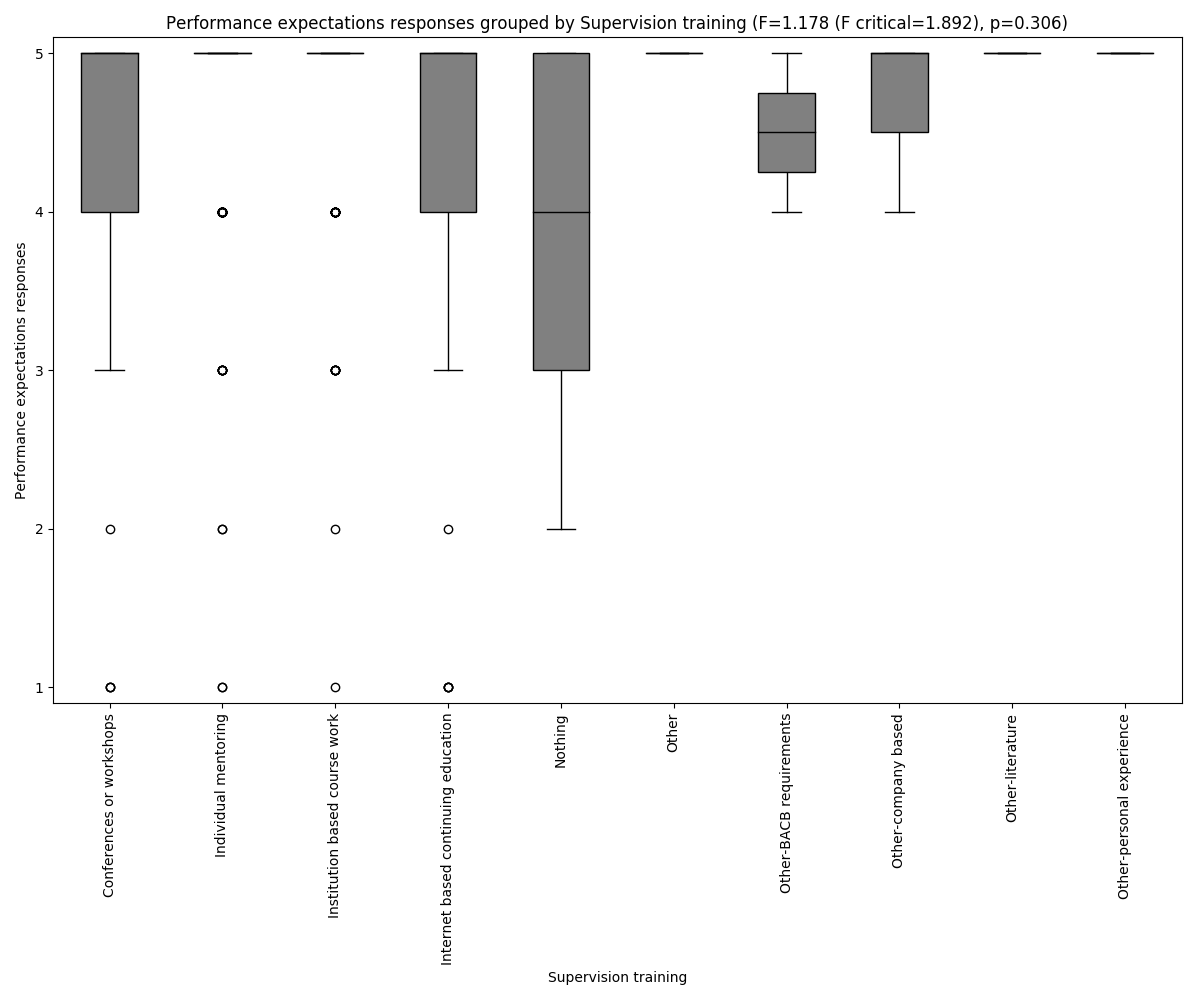 Performance expectations responses grouped by Supervision training (F=1.178 (F critical=1.892), p=0.306)
Performance expectations responses
5
4
3
2
1
Conferences or workshops
Individual mentoring
Institution based course work
Internet based continuing education
Nothing
Other
Other-BACB requirements
Other-company based
Other-literature
Other-personal experience
Supervision training